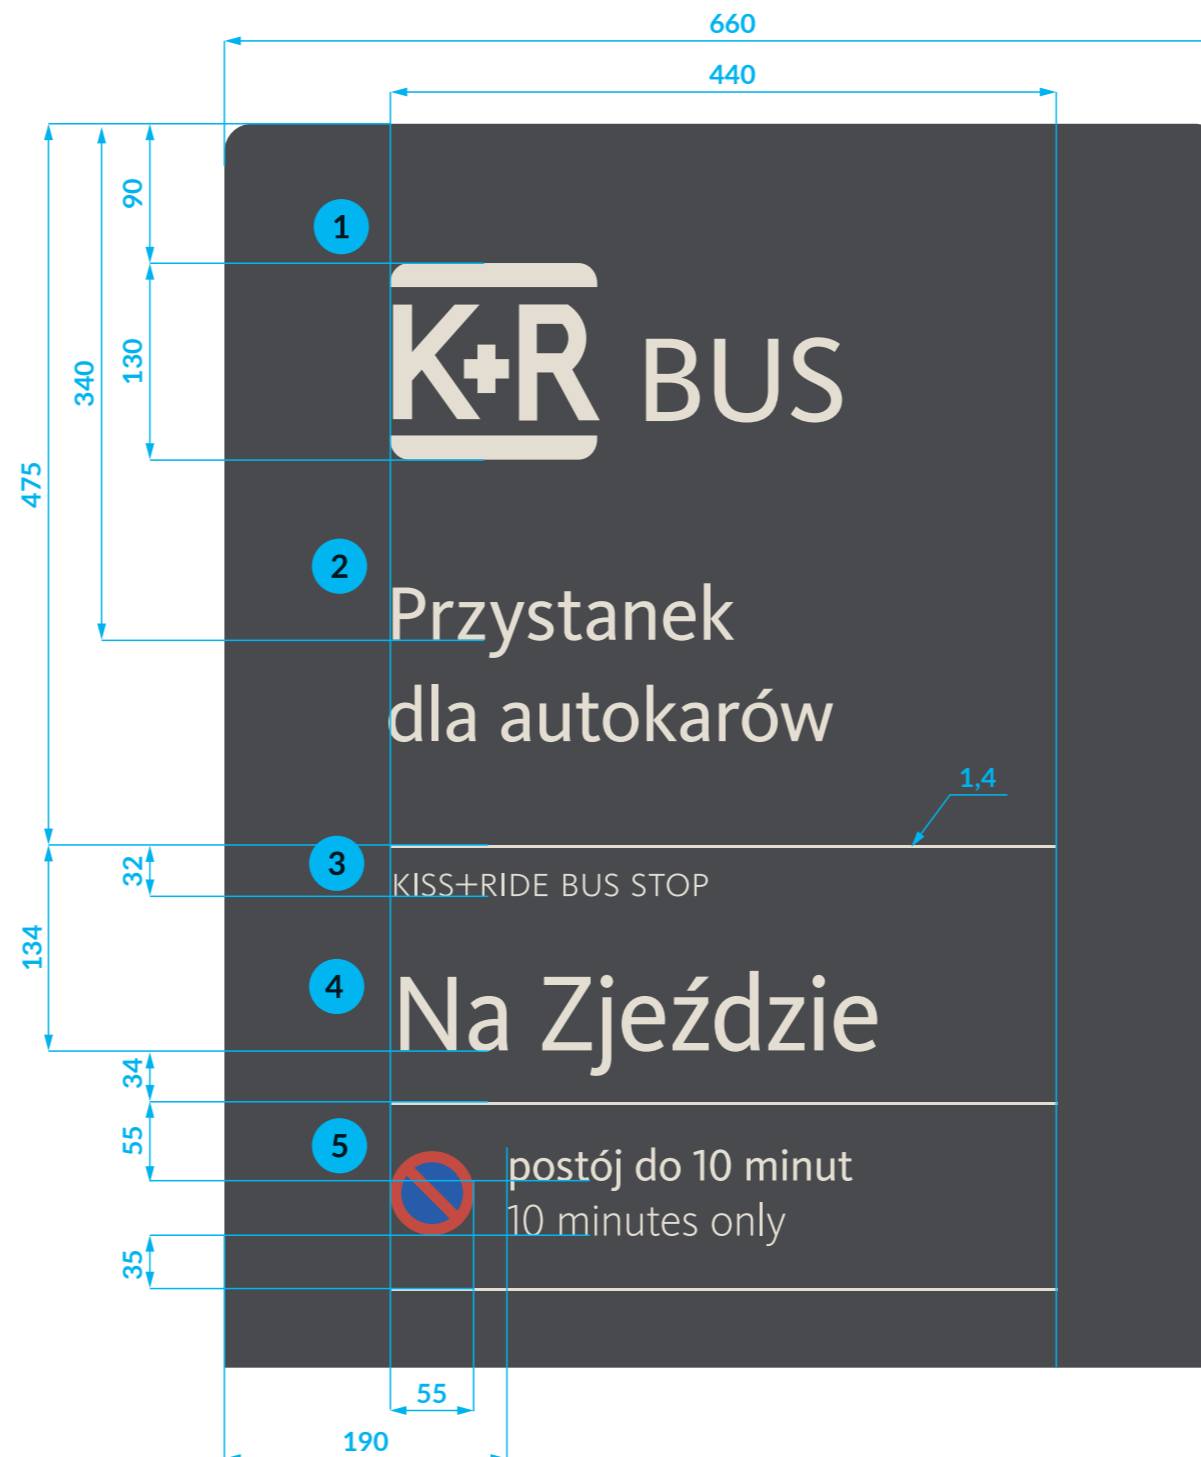 660
440
90
1
130
K+R BUS
340
475
2
Przystanek
dla autokarów
1,4
3
32
KISS+RIDE BUS STOP
134
4
Na Zjeździe
34
55
5
postój do 10 minut
10 minutes only
35
55
190